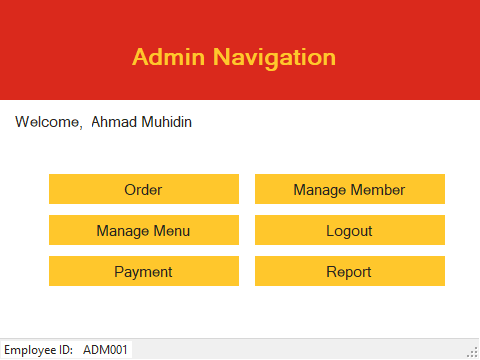 Admin Navigation
Welcome, Ahmad Muhidin
Order
Manage Member
Manage Menu
Logout
Payment
Report
Employee ID: ADM001